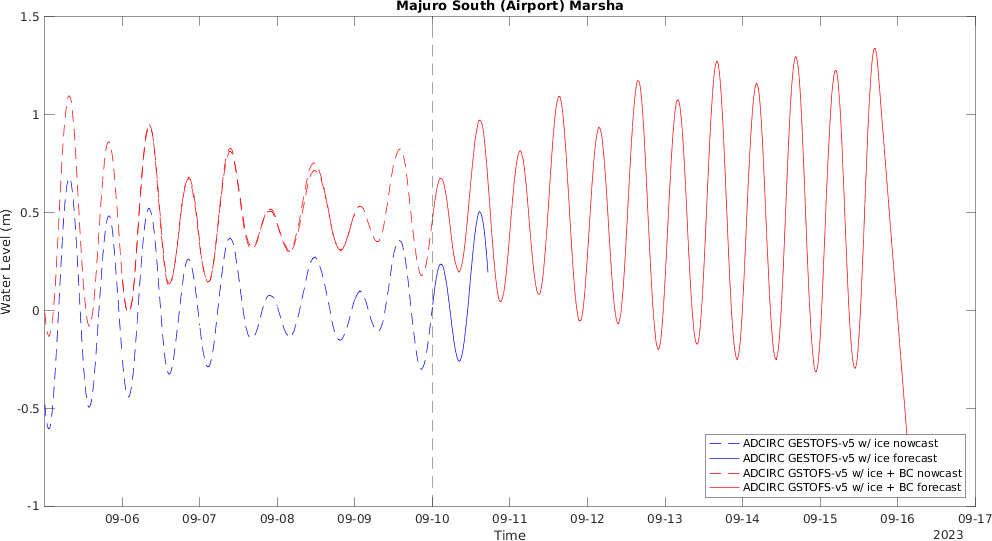 Majuro South (Airport) Marsha
1.5
1
0.5
0
-0.5
-1
Water Level (m)
09-06
09-07
09-08
09-09
09-10
09-11
09-12
09-13
09-14
09-15
09-16
09-17
Time
2023
ADCIRC GESTOFS-v5 w/ ice nowcast
ADCIRC GESTOFS-v5 w/ ice forecast
ADCIRC GSTOFS-v5 w/ ice + BC nowcast
ADCIRC GSTOFS-v5 w/ ice + BC forecast